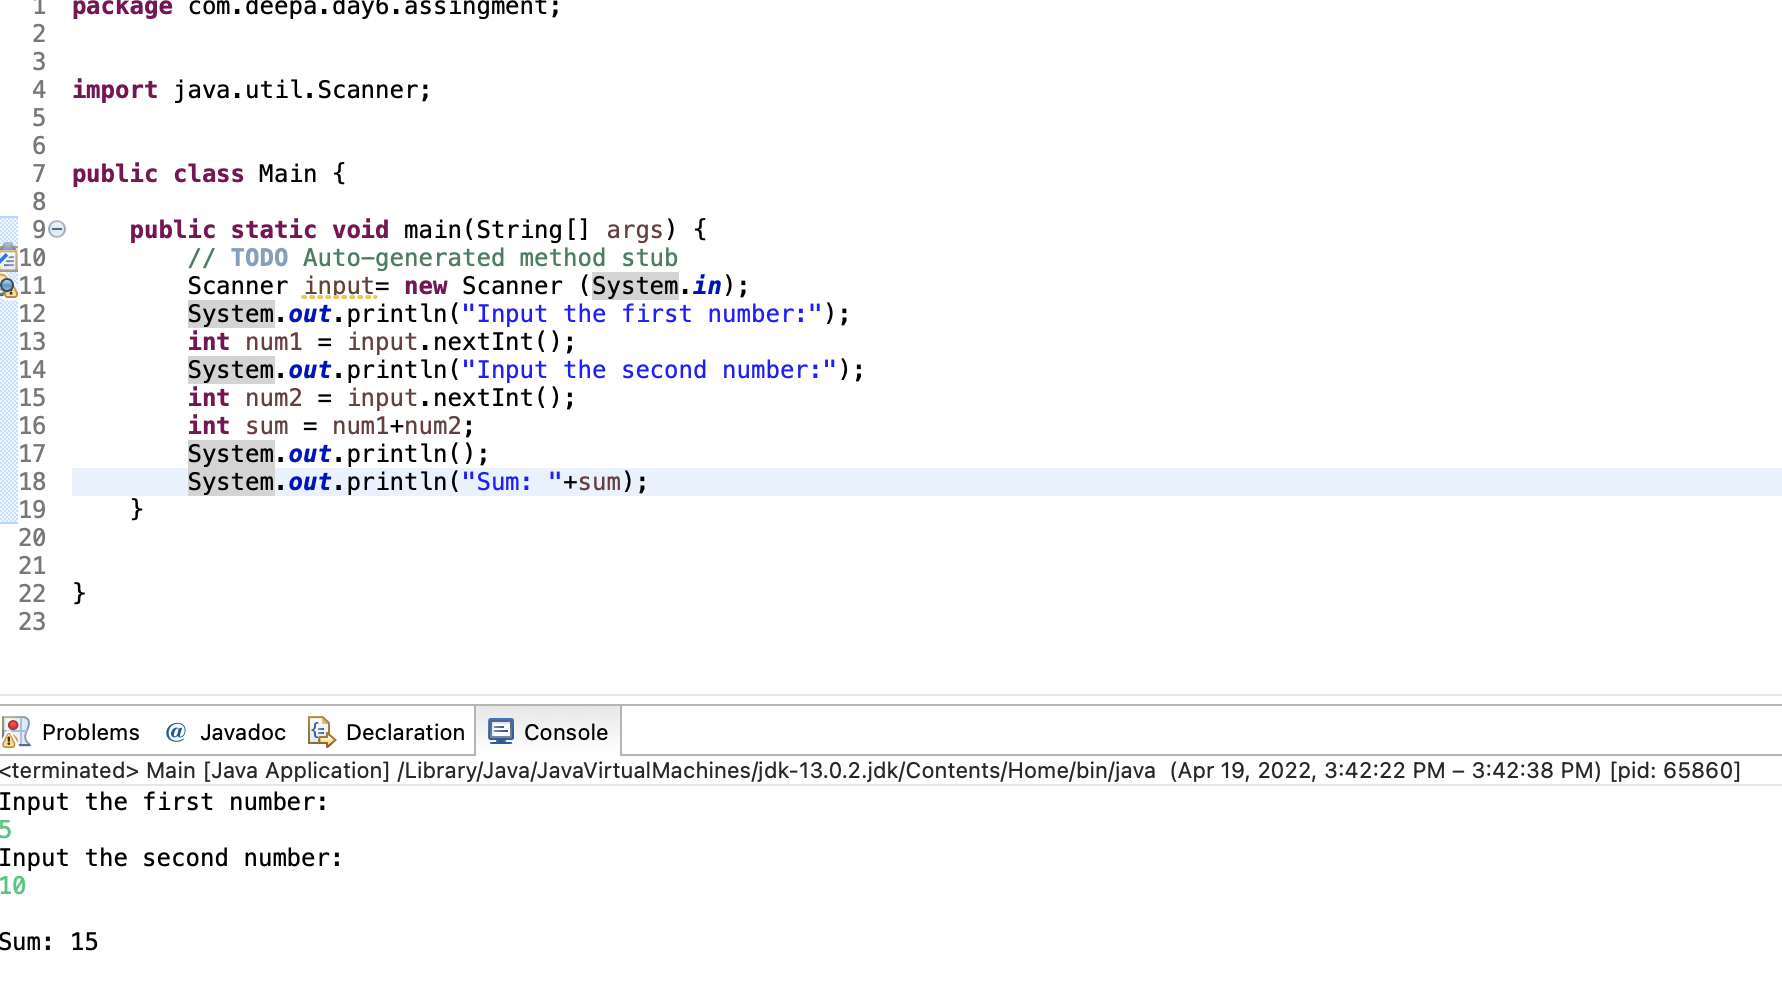 1 package com.deepa.day6.assingment;
2
3
4 import java.util.Scanner;
5
6
7 public class Main {
8
9 public static void main(String[] args) {
10 // TODO Auto-generated method stub
11 Scanner input= new Scanner (System.in);
12 System.out.println("Input the first number:");
13 int num1 = input.nextInt();
14 System.out.println("Input the second number:");
15 int num2 = input.nextInt();
16 int sum = num1+num2;
17 System.out.println();
18 System.out.println("Sum: "+sum);
19 }
20
21
22 }
23
Problems @ Javadoc Declaration Console
<terminated> Main [Java Application] /Library/Java/JavaVirtualMachines/jdk-13.0.2.jdk/Contents/Home/bin/java (Apr 19, 2022, 3:42:22 PM – 3:42:38 PM) [pid: 65860]
Input the first number:
5
Input the second number:
10
Sum: 15